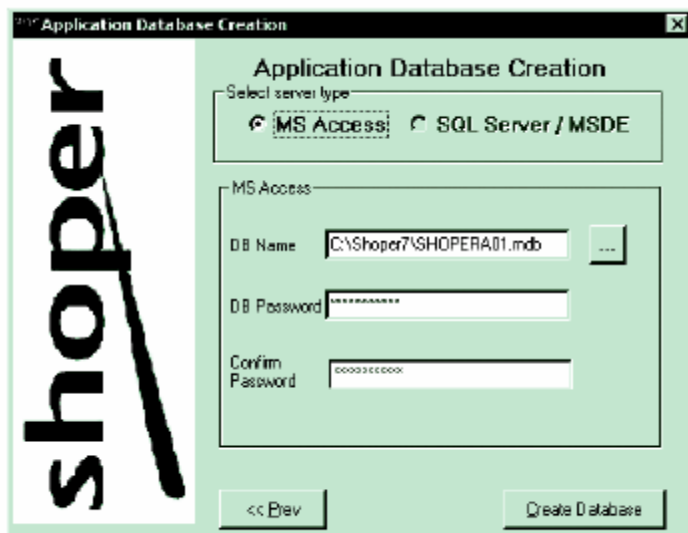 Application Database Creation
shoper
Application Database Creation
Select server type
MS Access
SQL Server / MSDE
MS Access
DB Name
C:\Shoper7\SHOPERA01.mdb
...
DB Password
***********
Confirm
Password
**********
<< Prev
Create Database